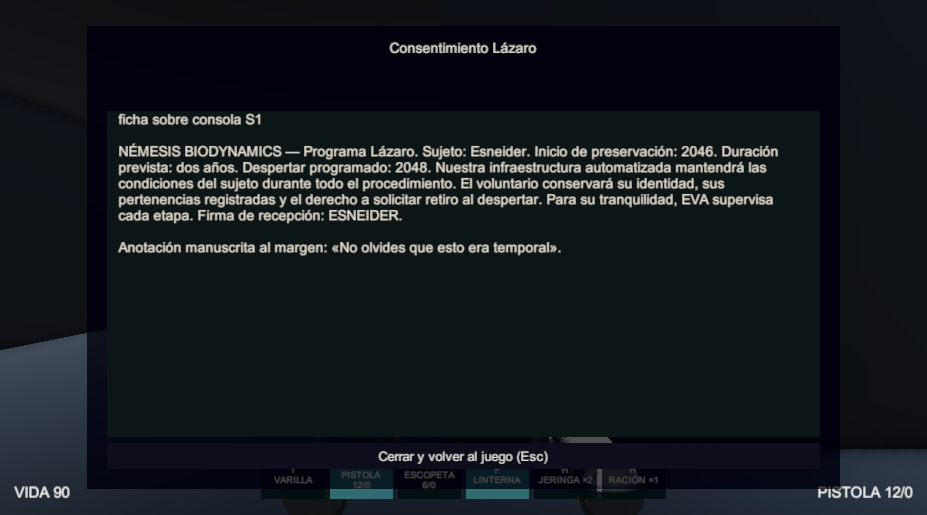 Consentimiento Lázaro
ficha sobre consola S1
NÉMESIS BIODYNAMICS — Programa Lázaro. Sujeto: Esneider. Inicio de preservación: 2046. Duración
prevista: dos años. Despertar programado: 2048. Nuestra infraestructura automatizada mantendrá las
condiciones del sujeto durante todo el procedimiento. El voluntario conservará su identidad, sus
pertenencias registradas y el derecho a solicitar retiro al despertar. Para su tranquilidad, EVA supervisa
cada etapa. Firma de recepción: ESNEIDER.
Anotación manuscrita al margen: «No olvides que esto era temporal».
Cerrar y volver al juego (Esc)
VARILLA
PISTOLA
12/0
ESCOPETA
6/0
LINTERNA
JERINGA ×2
RACIÓN ×1
VIDA 90
PISTOLA 12/0